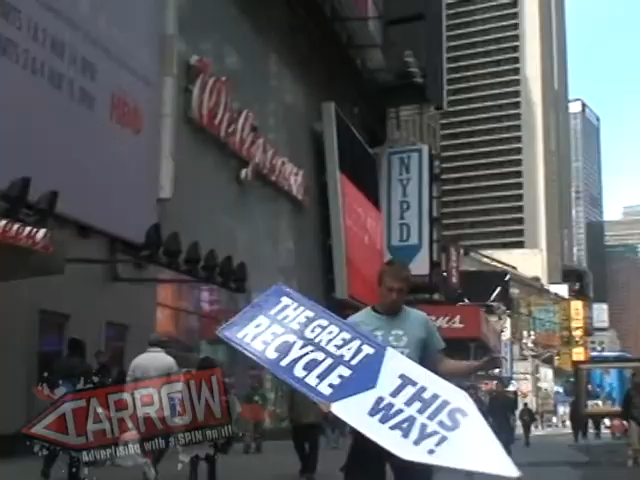 HBO
Walgreens
NYPD
THE GREAT
RECYCLE
THIS
WAY!
AARROW
Advertising with a SPIN on it!